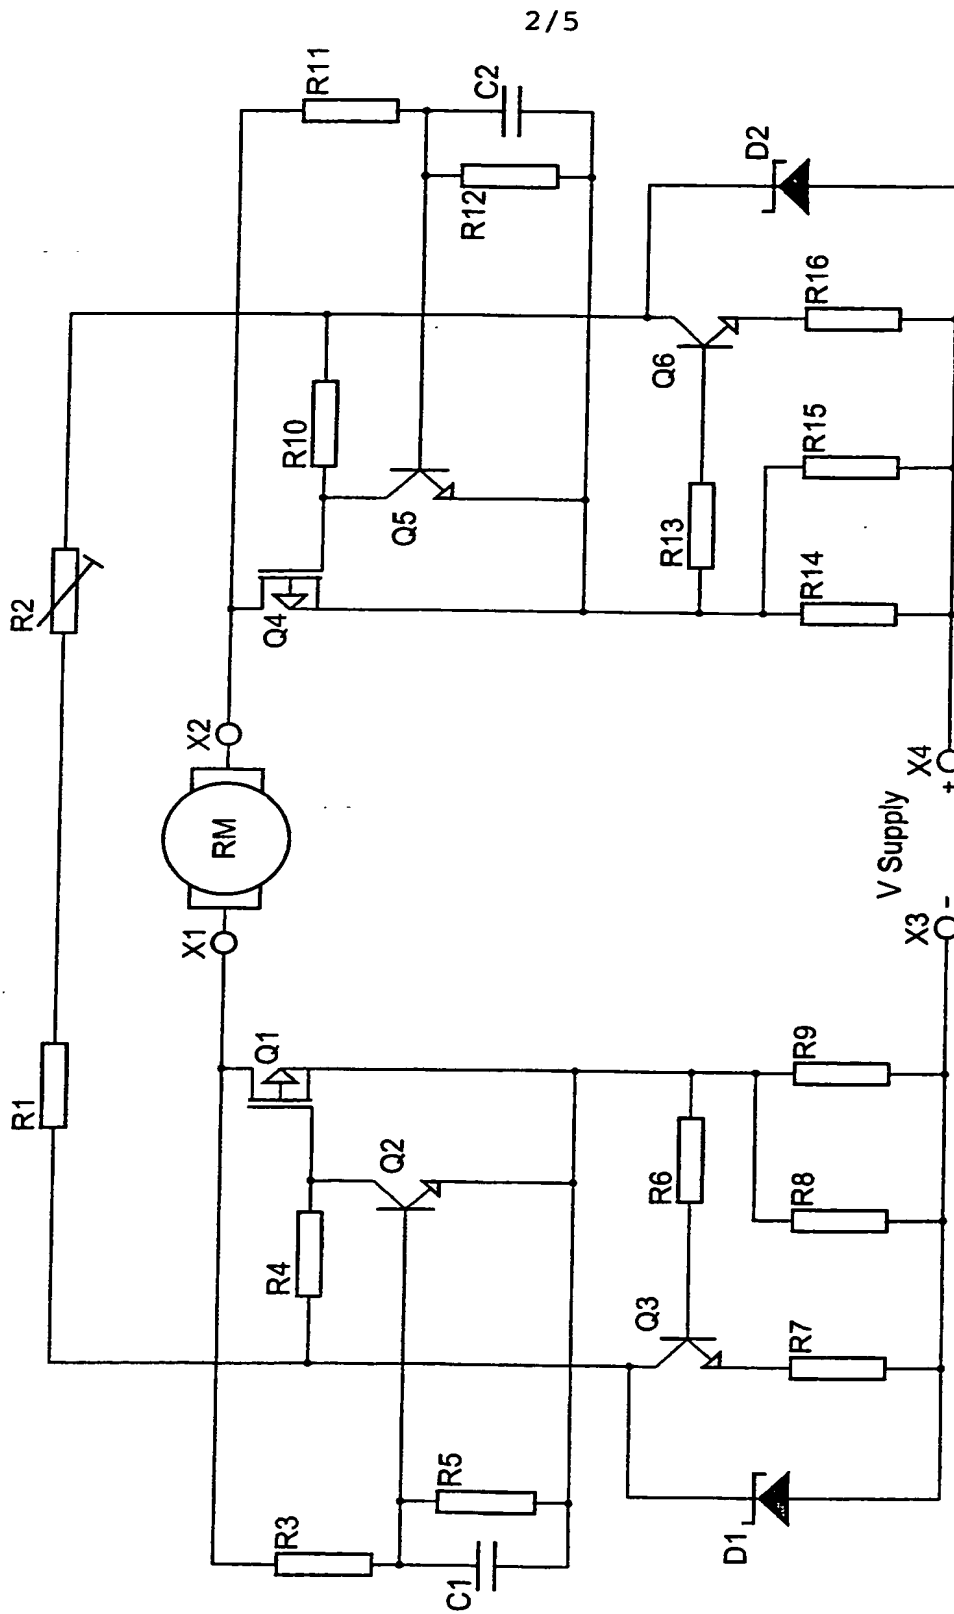 2/5
R1
R2
RM
X1
X2
Q1
Q4
R3
R4
Q2
R10
Q5
R11
R5
C1
R12
C2
Q3
R6
R13
Q6
D1
R7
R8
R9
R14
R15
R16
D2
V Supply
X3
-
X4
+